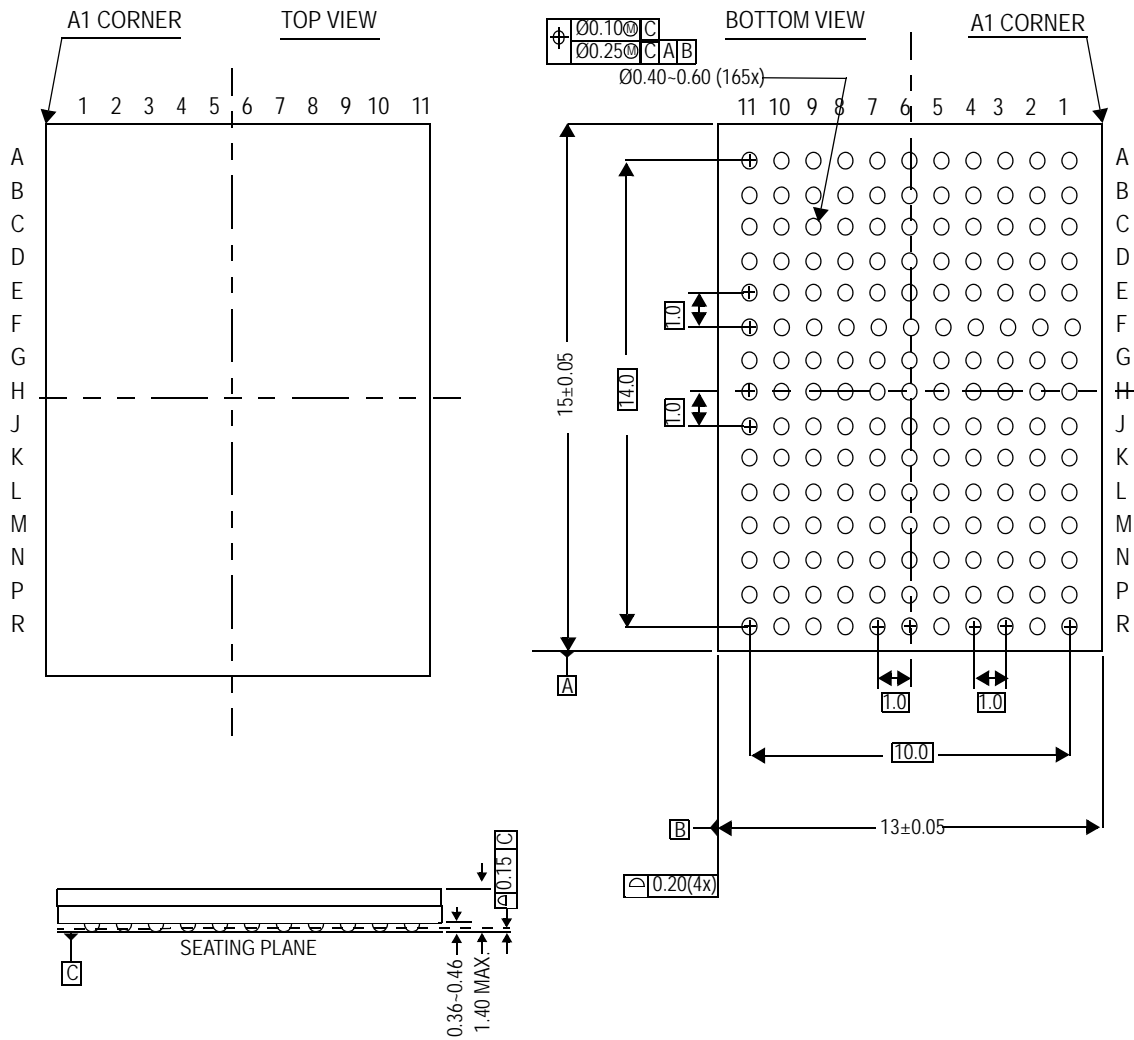 A1 CORNER
TOP VIEW
1 2 3 4 5 6 7 8 9 10 11
A
B
C
D
E
F
G
H
J
K
L
M
N
P
R
Ø0.10Ⓜ C
Ø0.25Ⓜ C A B
BOTTOM VIEW
A1 CORNER
Ø0.40~0.60 (165x)
11 10 9 8 7 6 5 4 3 2 1
A
B
C
D
E
F
G
H
J
K
L
M
N
P
R
15±0.05
14.0
1.0
1.0
A
1.0
1.0
10.0
B
13±0.05
0.20(4x)
0.15 C
SEATING PLANE
C
0.36~0.46
1.40 MAX.